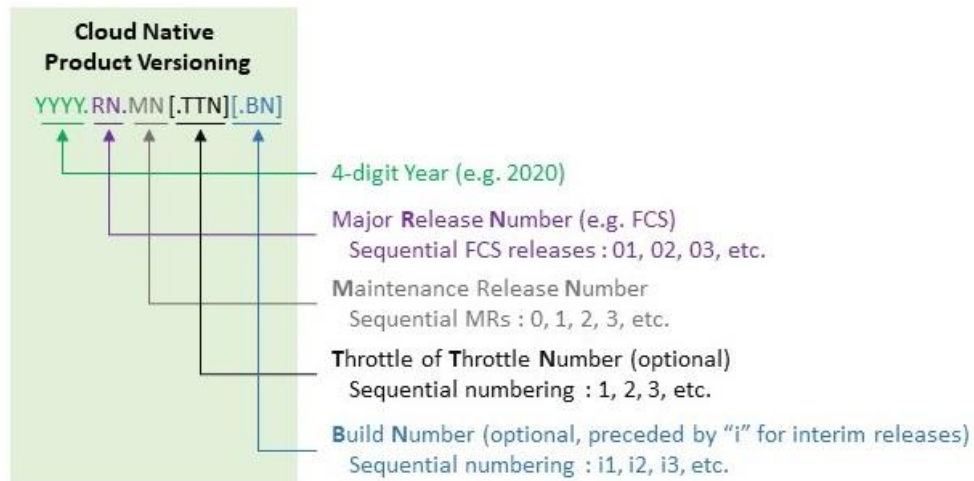 Cloud Native
Product Versioning
YYYY.RN.MN[.TTN][.BN]
4-digit Year (e.g. 2020)
Major Release Number (e.g. FCS)
Sequential FCS releases : 01, 02, 03, etc.
Maintenance Release Number
Sequential MRs : 0, 1, 2, 3, etc.
Throttle of Throttle Number (optional)
Sequential numbering : 1, 2, 3, etc.
Build Number (optional, preceded by “i” for interim releases)
Sequential numbering : i1, i2, i3, etc.